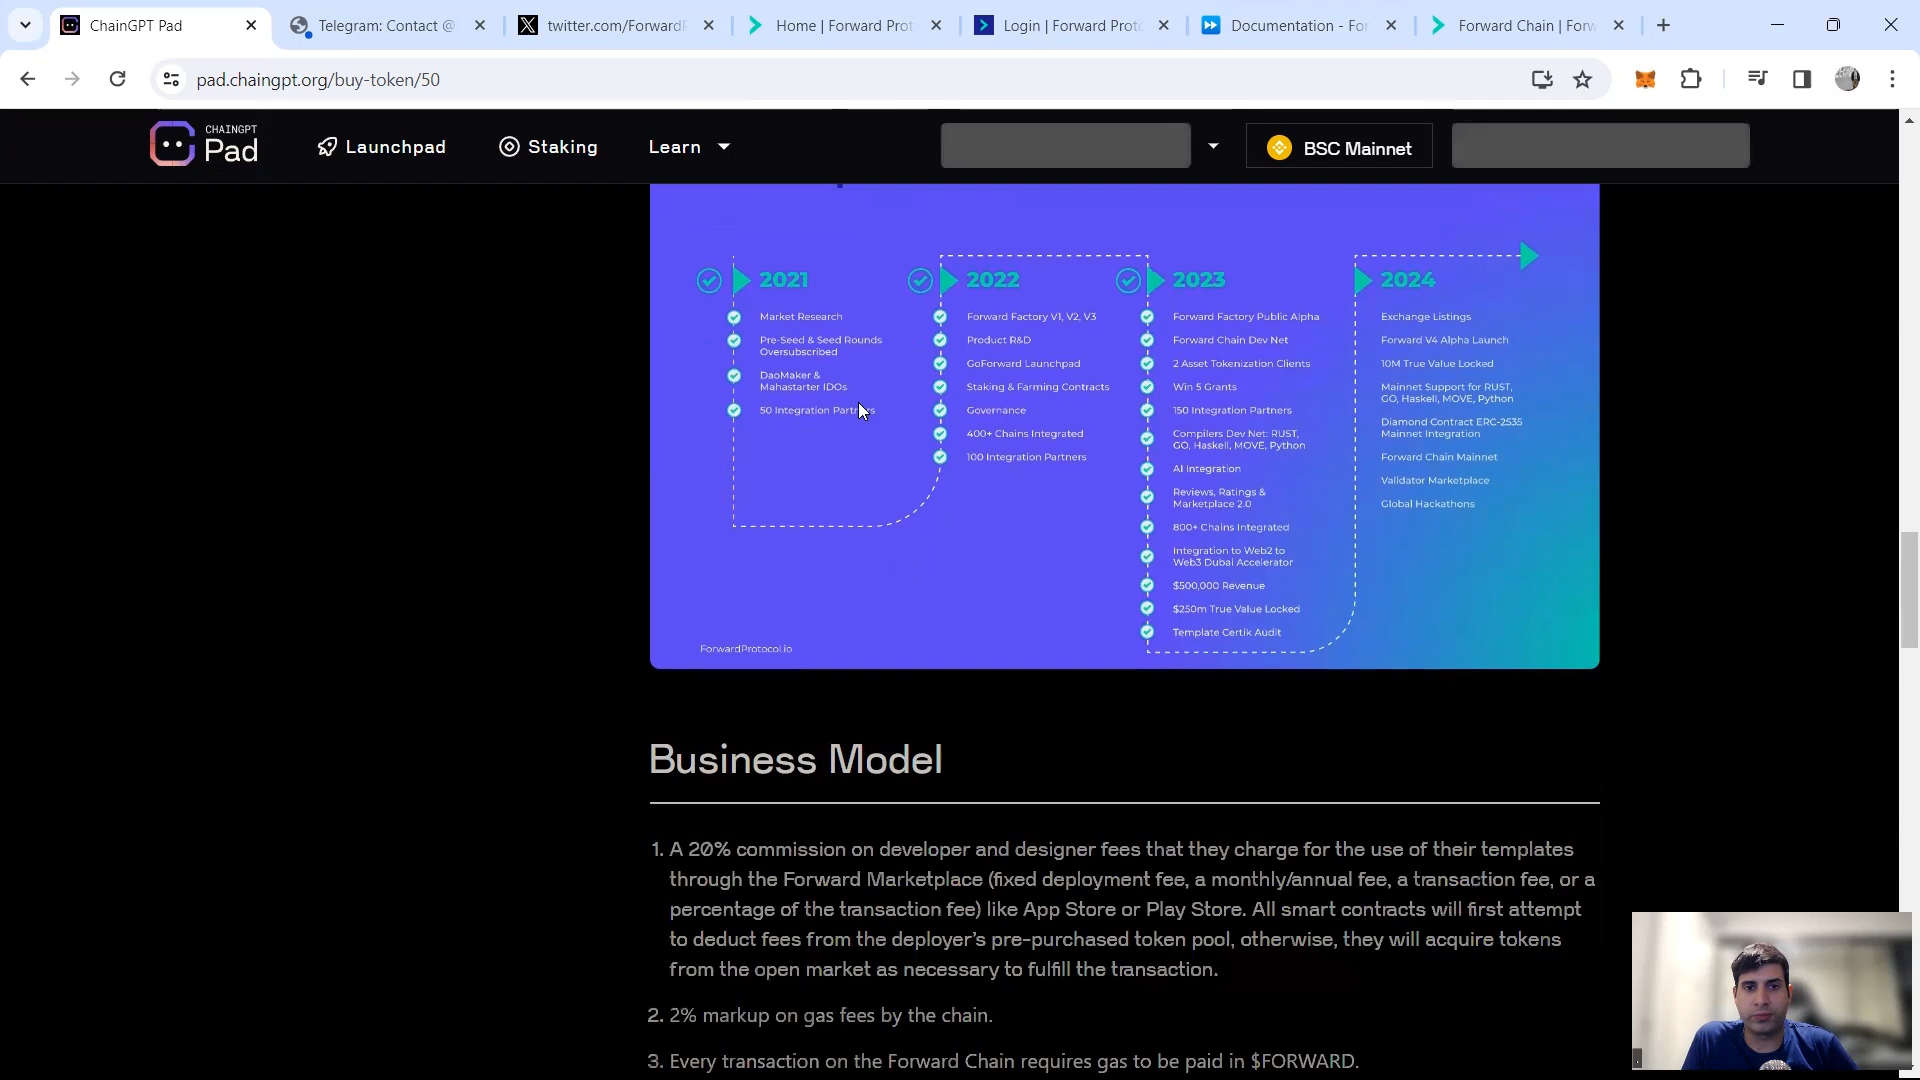 ChainGPT Pad
Telegram: Contact @
twitter.com/ForwardP
Home | Forward Prot
Login | Forward Proto
Documentation - For
Forward Chain | Forw
pad.chaingpt.org/buy-token/50
CHAINGPT
Pad
Launchpad
Staking
Learn
BSC Mainnet
2021
Market Research
Pre-Seed & Seed Rounds
Oversubscribed
DaoMaker &
Mahastarter IDOs
50 Integration Partners
2022
Forward Factory V1, V2, V3
Product R&D
GoForward Launchpad
Staking & Farming Contracts
Governance
400+ Chains Integrated
100 Integration Partners
2023
Forward Factory Public Alpha
Forward Chain Dev Net
2 Asset Tokenization Clients
Win 5 Grants
150 Integration Partners
Compilers Dev Net: RUST,
GO, Haskell, MOVE, Python
AI Integration
Reviews, Ratings &
Marketplace 2.0
800+ Chains Integrated
Integration to Web2 to
Web3 Dubai Accelerator
$500,000 Revenue
$250m True Value Locked
Template Certik Audit
2024
Exchange Listings
Forward V4 Alpha Launch
10M True Value Locked
Mainnet Support for RUST,
GO, Haskell, MOVE, Python
Diamond Contract ERC-2535
Mainnet Integration
Forward Chain Mainnet
Validator Marketplace
Global Hackathons
ForwardProtocol.io
Business Model
1. A 20% commission on developer and designer fees that they charge for the use of their templates
through the Forward Marketplace (fixed deployment fee, a monthly/annual fee, a transaction fee, or a
percentage of the transaction fee) like App Store or Play Store. All smart contracts will first attempt
to deduct fees from the deployer's pre-purchased token pool, otherwise, they will acquire tokens
from the open market as necessary to fulfill the transaction.
2. 2% markup on gas fees by the chain.
3. Every transaction on the Forward Chain requires gas to be paid in $FORWARD.